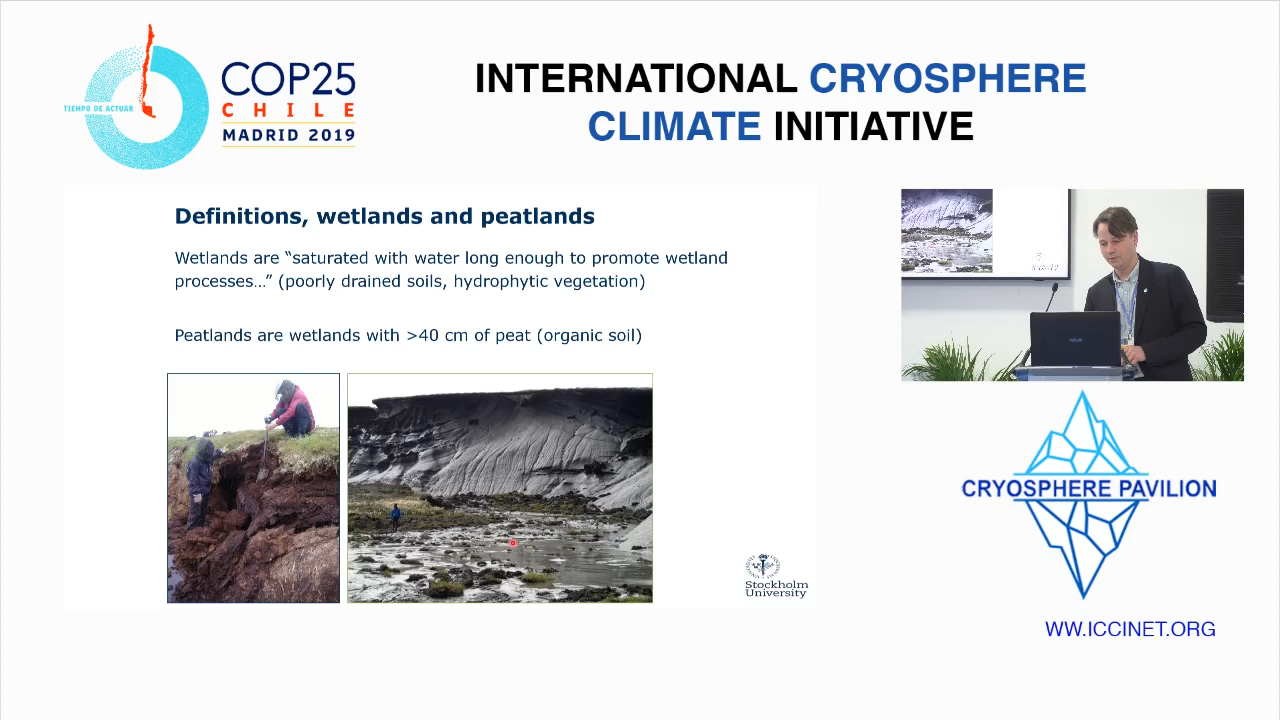 TIEMPO DE ACTUAR
COP25
CHILE
MADRID 2019
INTERNATIONAL CRYOSPHERE
CLIMATE INITIATIVE
Definitions, wetlands and peatlands
Wetlands are “saturated with water long enough to promote wetland
processes…” (poorly drained soils, hydrophytic vegetation)
Peatlands are wetlands with >40 cm of peat (organic soil)
Stockholm
University
CRYOSPHERE PAVILION
WW.ICCINET.ORG